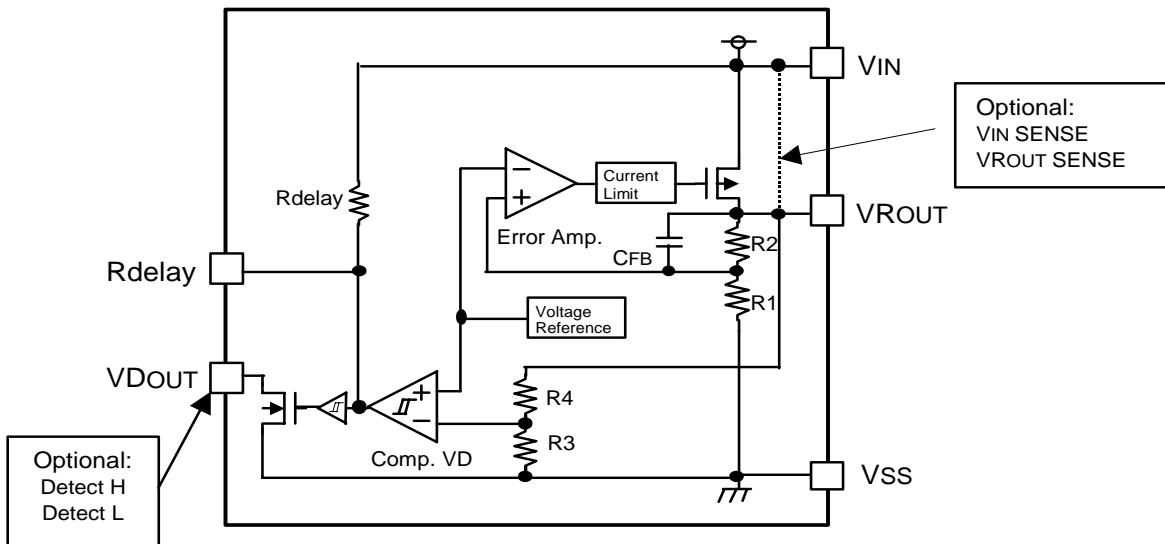 VIN
Optional:
VIN SENSE
VROUT SENSE
−
+
Current
Limit
Rdelay
Error Amp.
VROUT
CFB
R2
Rdelay
R1
Voltage
Reference
VDOUT
+
−
R4
R3
Comp. VD
VSS
Optional:
Detect H
Detect L